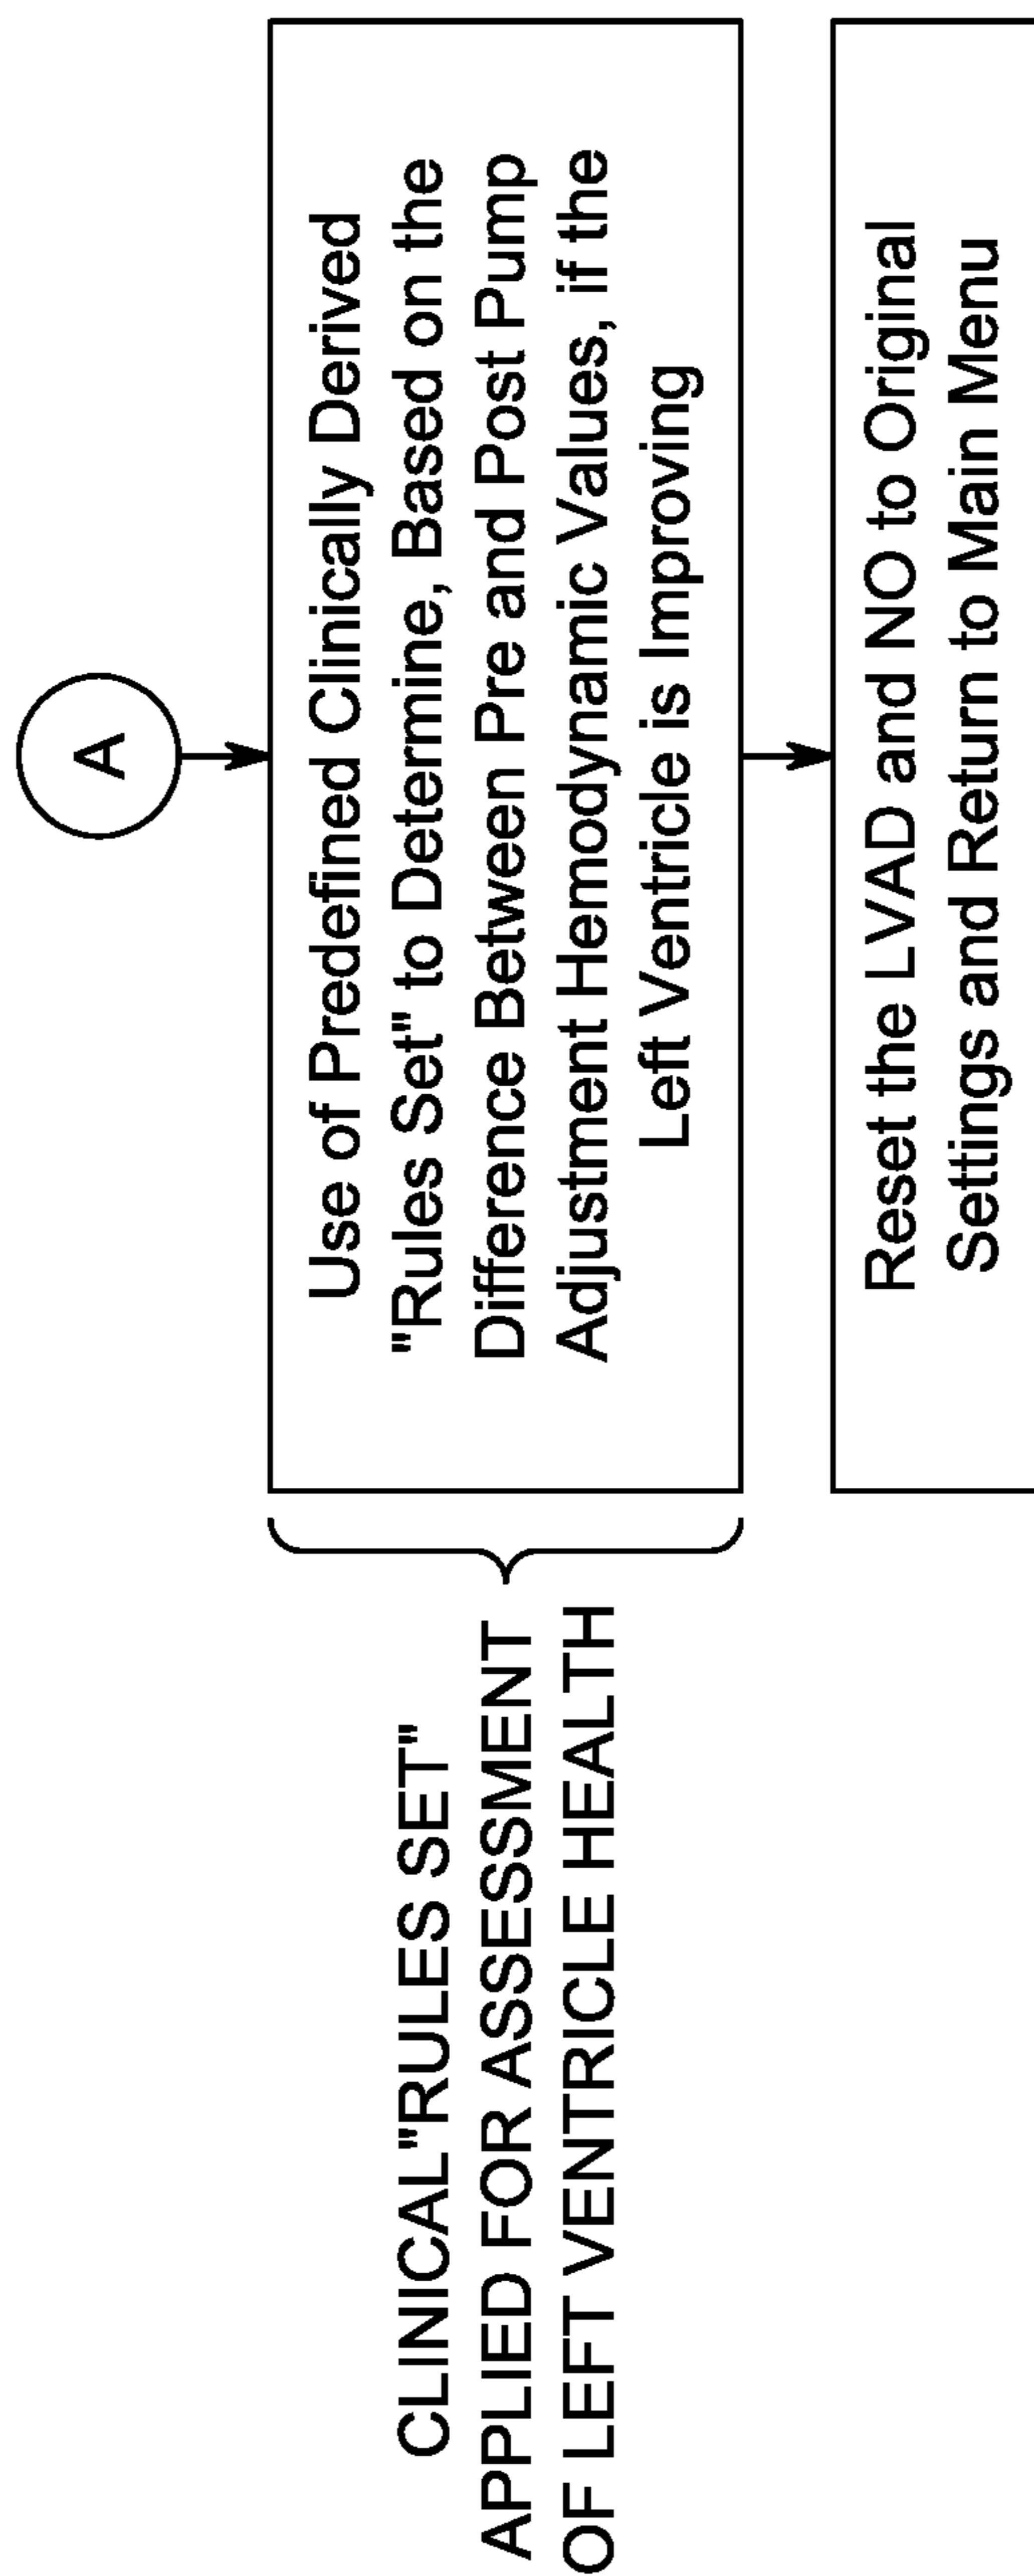 A
CLINICAL"RULES SET"
APPLIED FOR ASSESSMENT
OF LEFT VENTRICLE HEALTH
Use of Predefined Clinically Derived
"Rules Set" to Determine, Based on the
Difference Between Pre and Post Pump
Adjustment Hemodynamic Values, if the
Left Ventricle is Improving
Reset the LVAD and NO to Original
Settings and Return to Main Menu